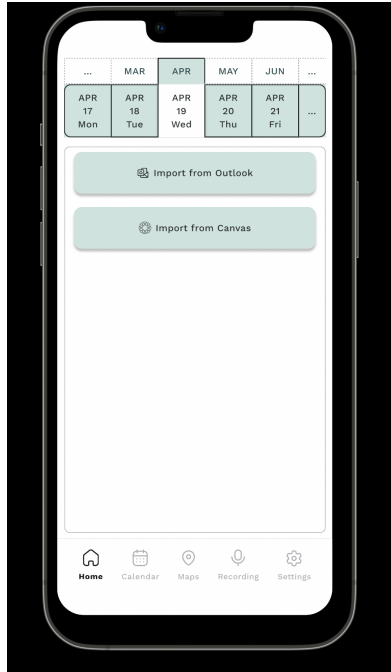 ... MAR APR MAY JUN ...
APR APR APR APR APR
17 18 19 20 21 ...
Mon Tue Wed Thu Fri
Import from Outlook
Import from Canvas
Home Calendar Maps Recording Settings